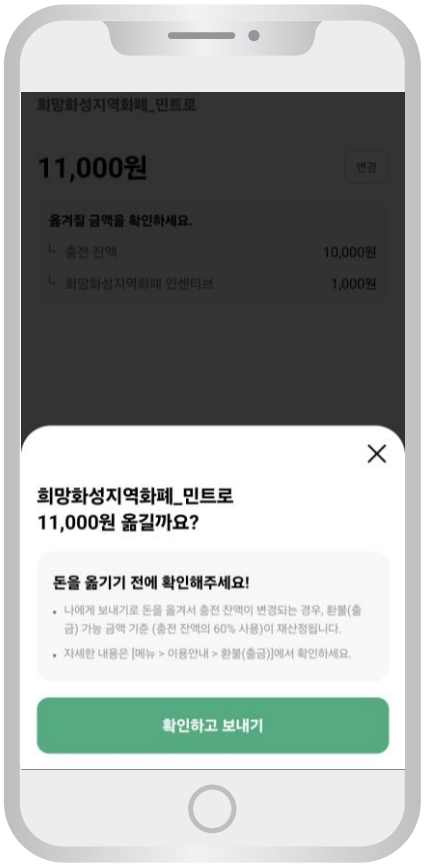 희망화성지역화폐_민트로
11,000원
변경
옮겨질 금액을 확인하세요.
충전 잔액 10,000원
희망화성지역화폐 인센티브 1,000원
희망화성지역화폐_민트로
11,000원 옮길까요?
돈을 옮기기 전에 확인해주세요!
• 나에게 보내기로 돈을 옮겨서 충전 잔액이 변경되는 경우, 환불(출
금) 가능 금액 기준 (충전 잔액의 60% 사용)이 재산정됩니다.
• 자세한 내용은 [메뉴 > 이용안내 > 환불(출금)]에서 확인하세요.
확인하고 보내기